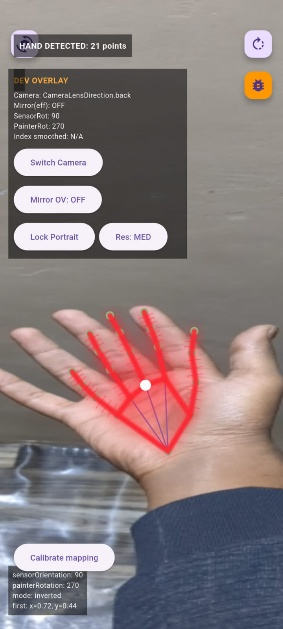 HAND DETECTED: 21 points
DEV OVERLAY
Camera: CameraLensDirection.back
Mirror(eff): OFF
SensorRot: 90
PainterRot: 270
Index smoothed: N/A
Switch Camera
Mirror OV: OFF
Lock Portrait
Res: MED
Calibrate mapping
sensorOrientation: 90
painterRotation: 270
mode: inverted
first: x=0.72, y=0.44